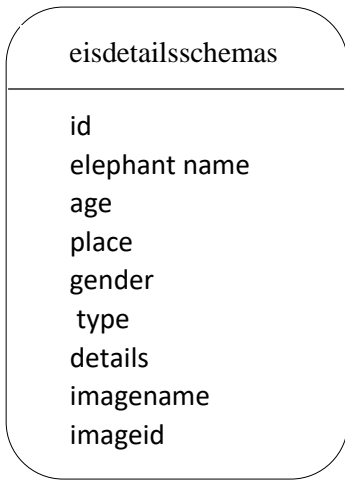 eisdetailsschemas
id
elephant name
age
place
gender
type
details
imagename
imageid